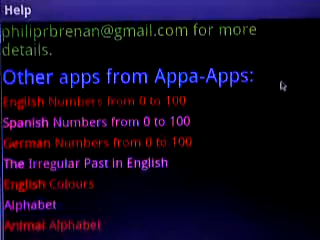 Help
philiprbrenan@gmail.com for more
details.
Other apps from Appa-Apps:
English Numbers from 0 to 100
Spanish Numbers from 0 to 100
German Numbers from 0 to 100
The Irregular Past in English
English Colours
Alphabet
Animal Alphabet